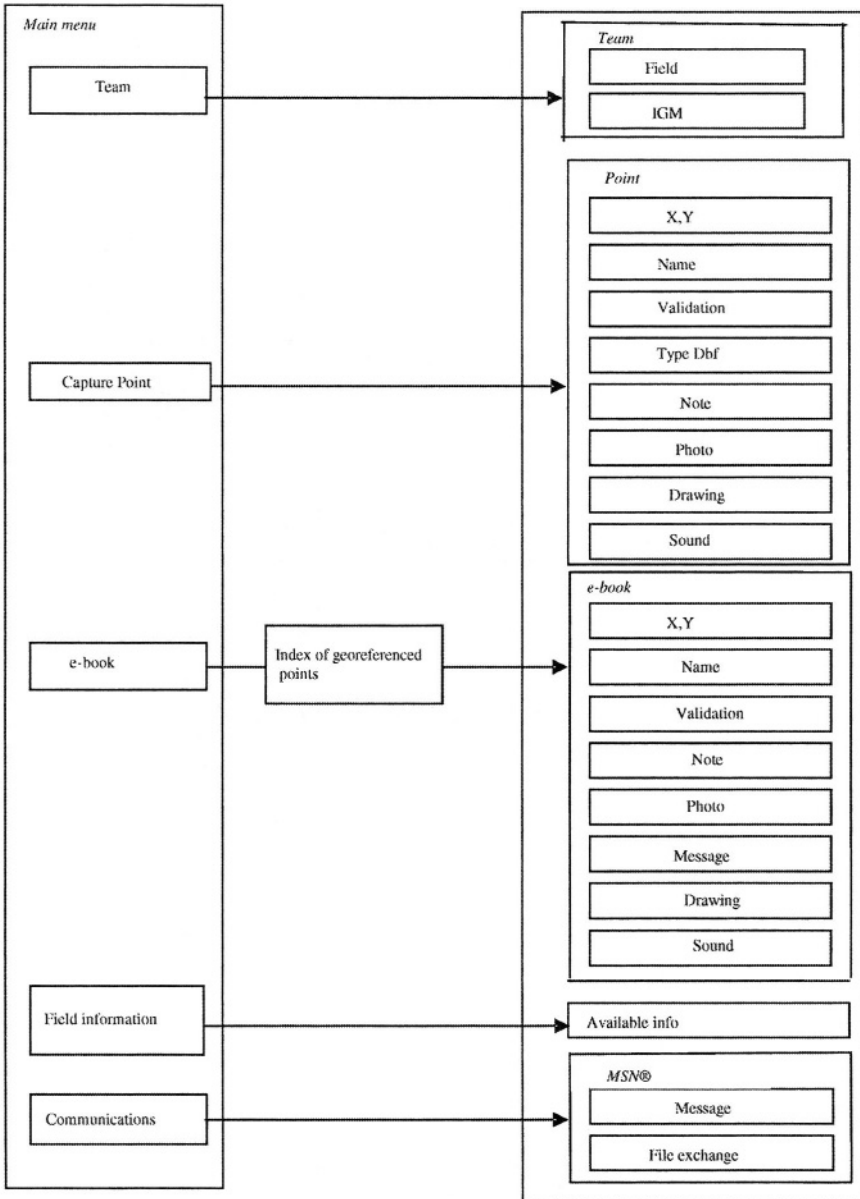 Main menu
Team
Capture Point
e-book
Field information
Communications
Index of georeferenced
points
Team
Field
IGM
Point
X,Y
Name
Validation
Type Dbf
Note
Photo
Drawing
Sound
e-book
X,Y
Name
Validation
Note
Photo
Message
Drawing
Sound
Available info
MSN®
Message
File exchange